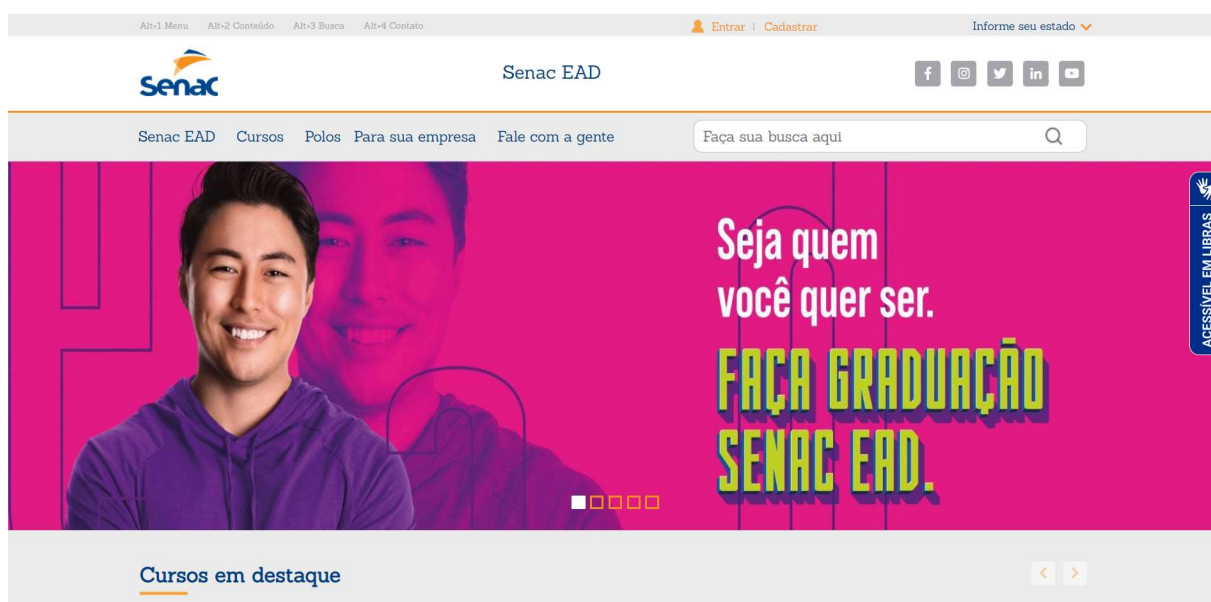 Alt+1 Menu Alt+2 Conteúdo Alt+3 Busca Alt+4 Contato
Entrar | Cadastrar
Informe seu estado
Senac
Senac EAD
Senac EAD Cursos Polos Para sua empresa Fale com a gente
Faça sua busca aqui
Seja quem
você quer ser.
FAÇA GRADUAÇÃO
SENAC EAD.
ACESSÍVEL EM LIBRAS
Cursos em destaque